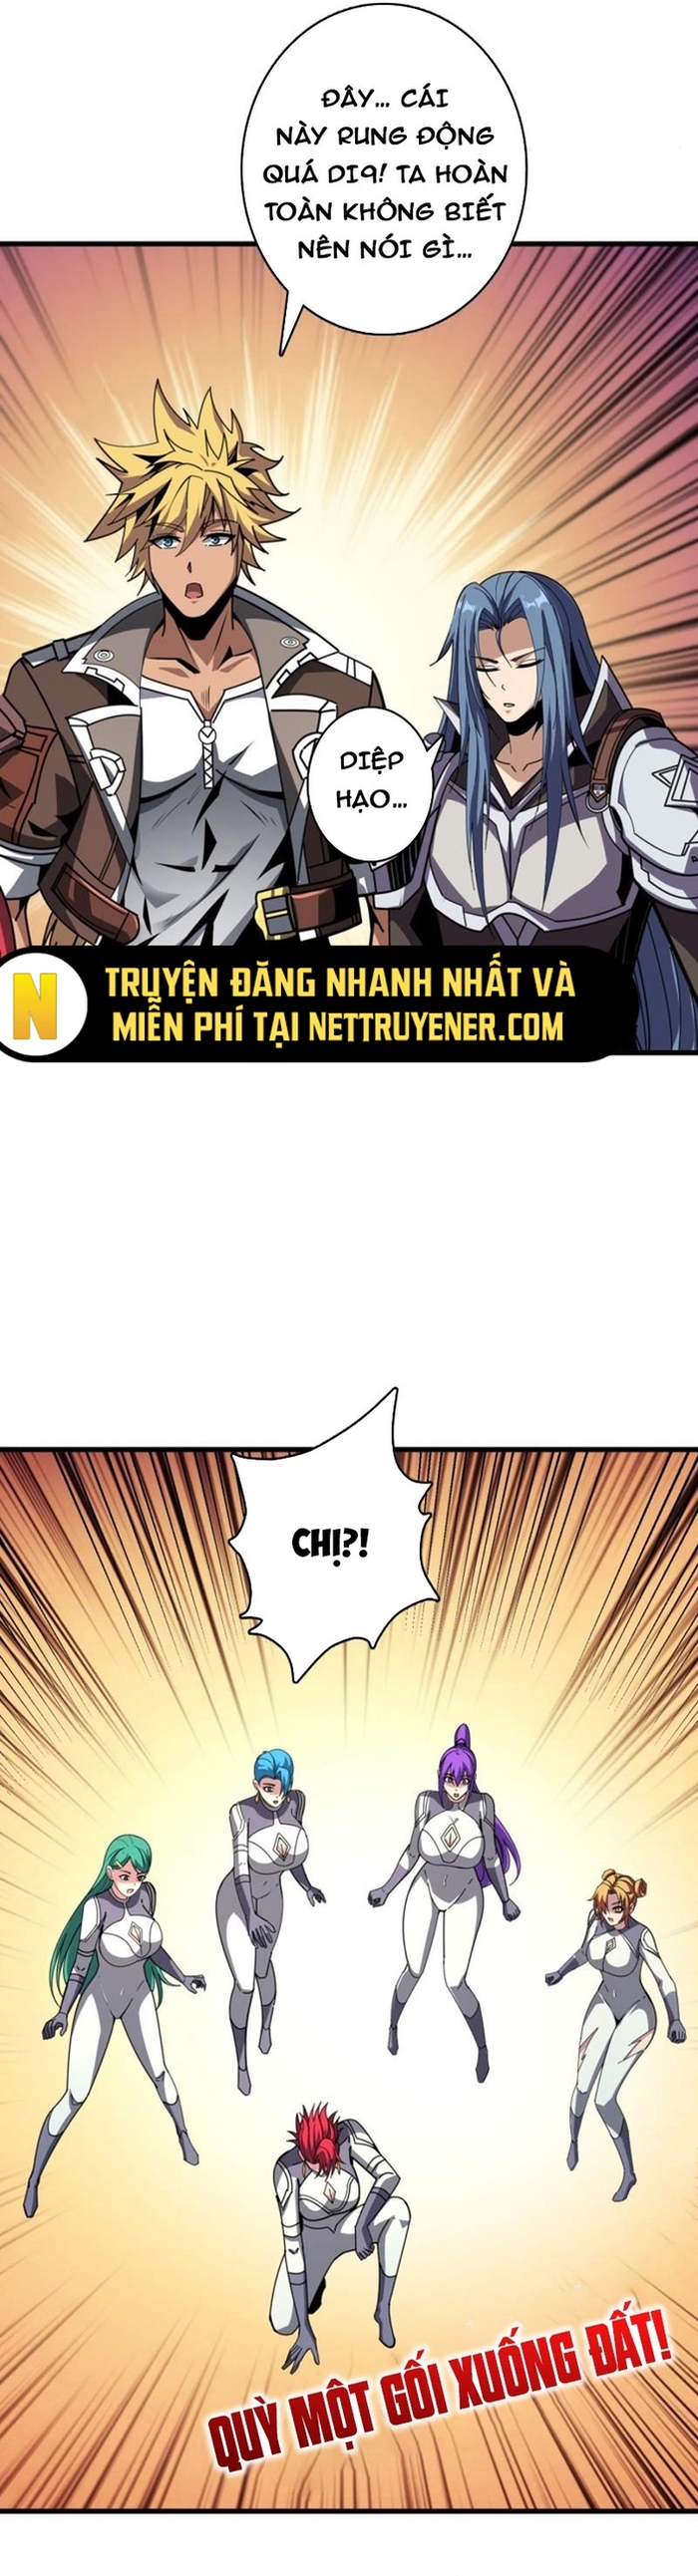 ĐÂY... CÁI
NÀY RUNG ĐỘNG
QUÁ DI9! TA HOÀN
TOÀN KHÔNG BIẾT
NÊN NÓI GÌ...
DIỆP
HẠO...
N
TRUYỆN ĐĂNG NHANH NHẤT VÀ
MIỄN PHÍ TẠI NETTRUYENER.COM
CHỊ?!
QUỲ MỘT GỐI XUỐNG ĐẤT!